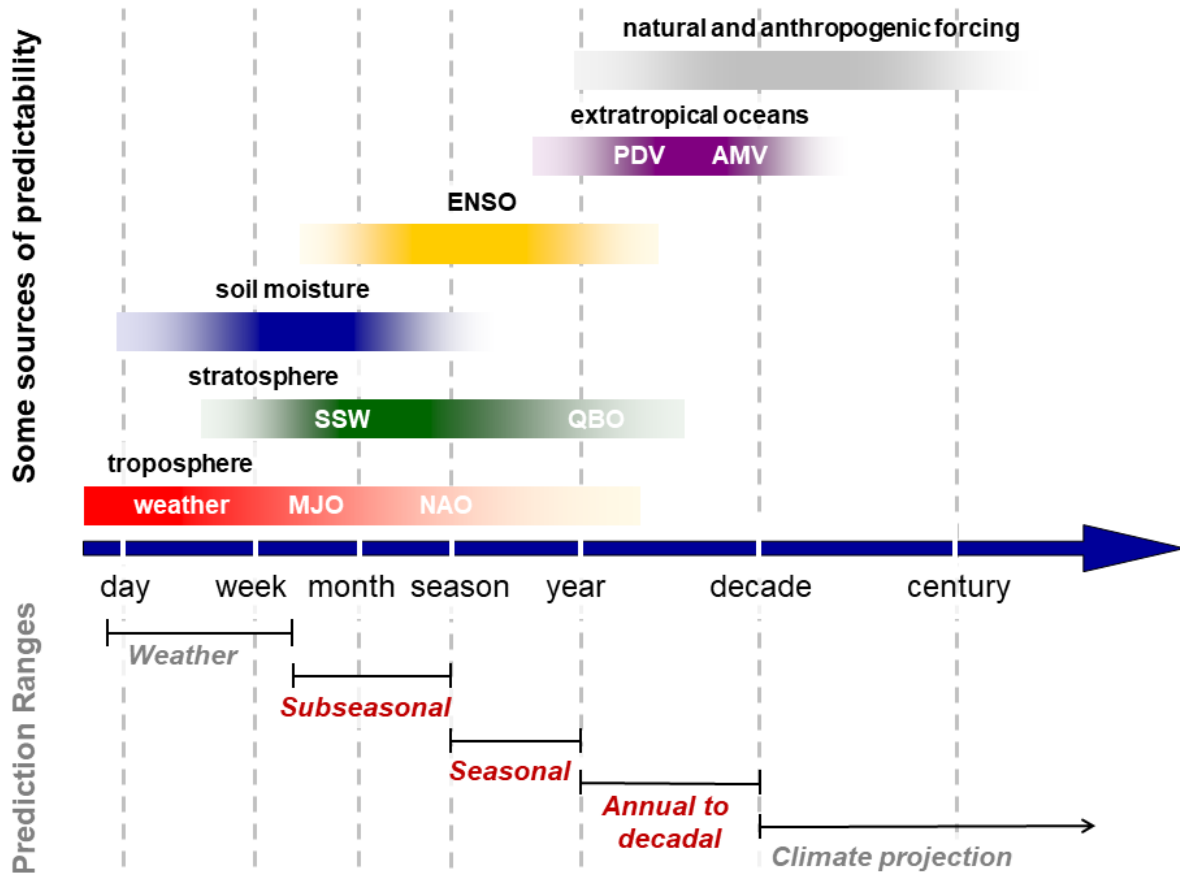 Some sources of predictability
natural and anthropogenic forcing
extratropical oceans
PDV AMV
ENSO
soil moisture
stratosphere
SSW QBO
troposphere
weather MJO NAO
day week month season year decade century
Prediction Ranges
Weather
Subseasonal
Seasonal
Annual to
decadal
Climate projection